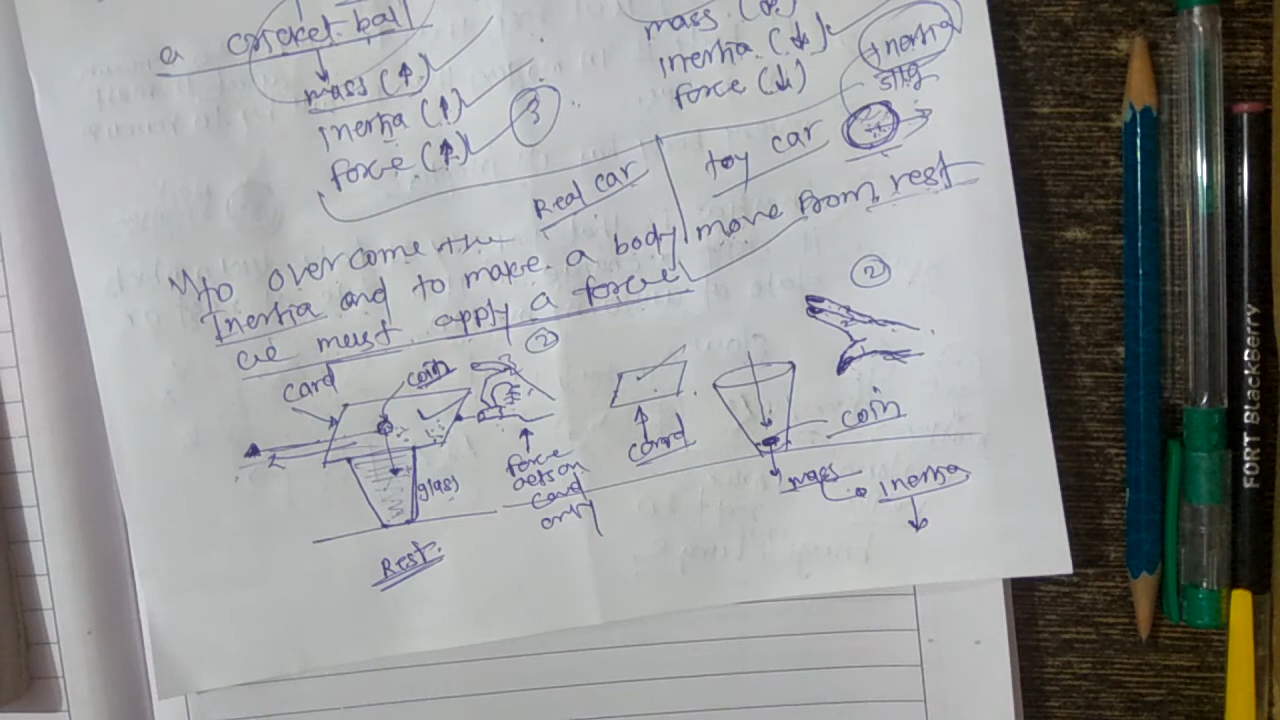 a cricket ball
mass (↑)
inertia (↑)
force (↑)
3
mass (↓)
inertia (↓)
force (↓)
Inertia
Real car
toy car
to overcome the
Inertia and to make a body move from rest
we must apply a force
2
2
card
coin
glass
Rest.
force
acts on
card
only
card
coin
mass → inertia
FORT BlackBerry